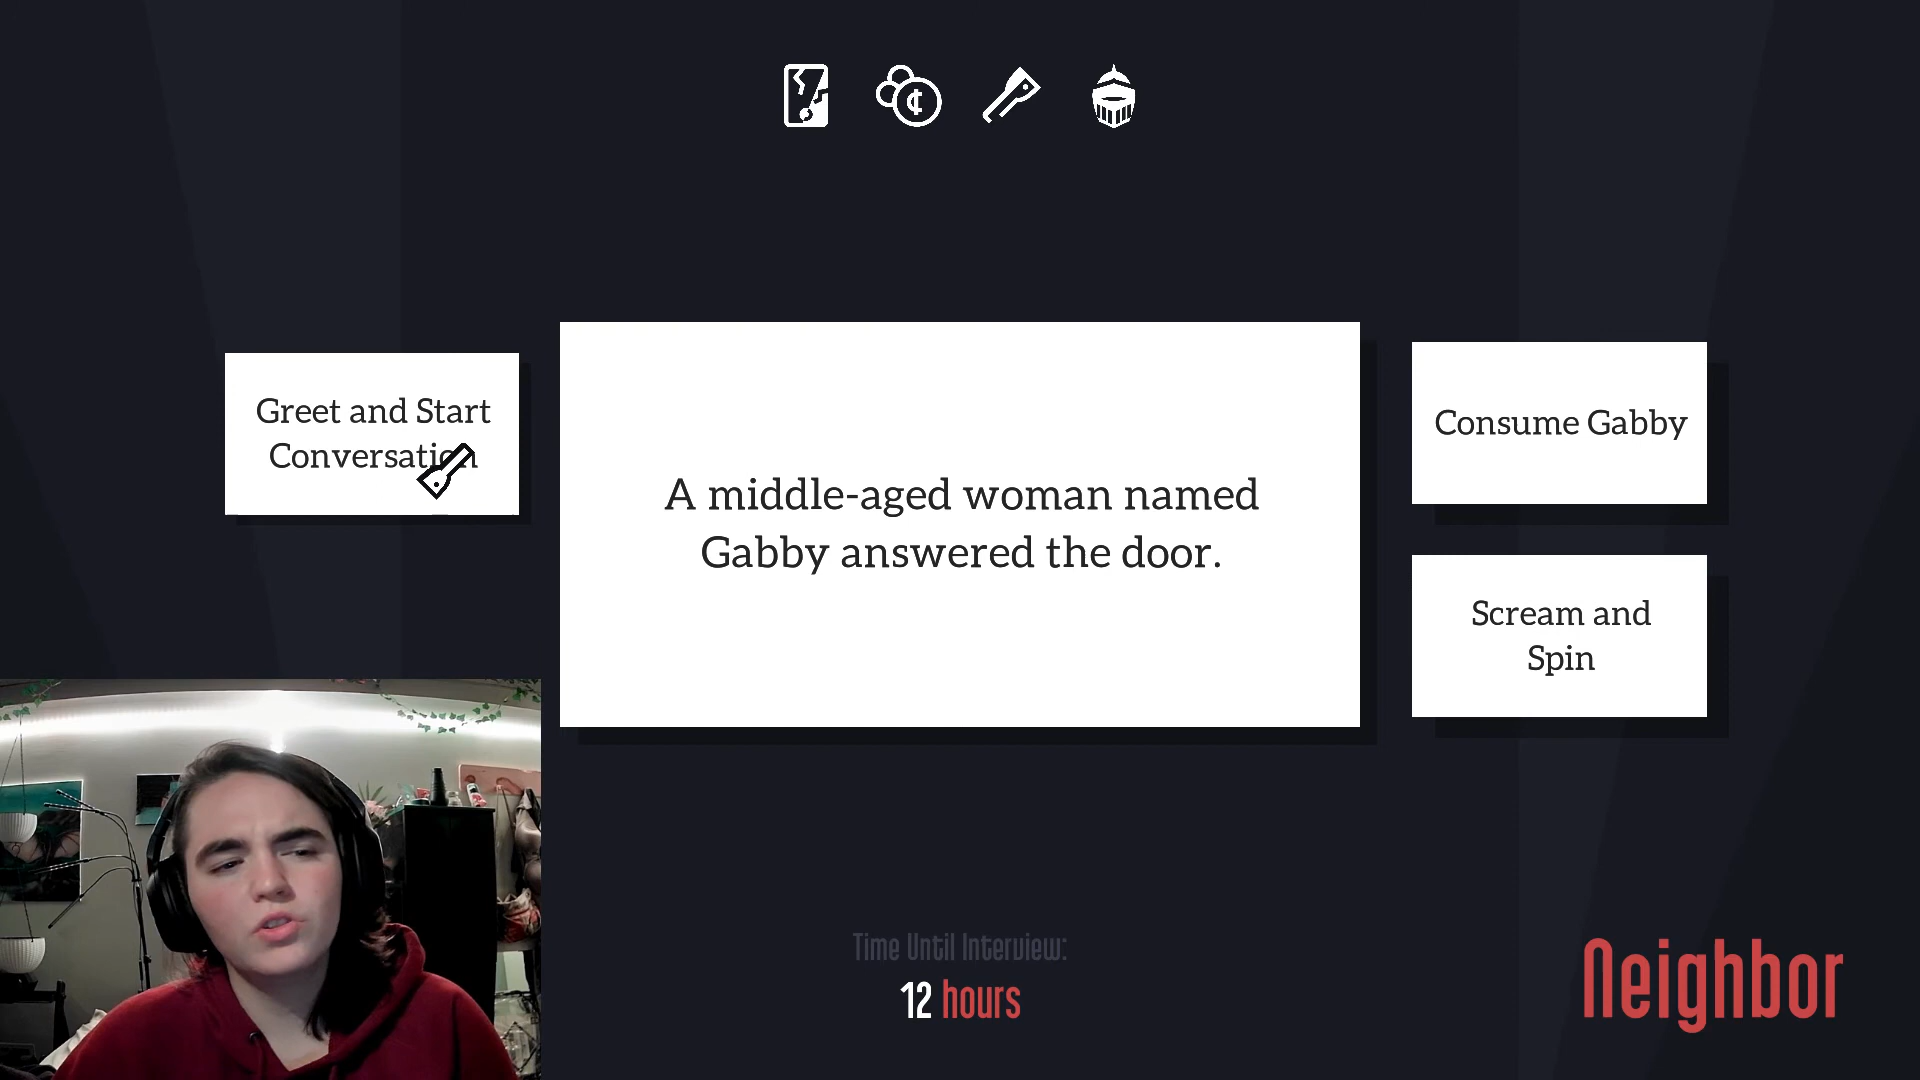 Greet and Start
Conversation
A middle-aged woman named
Gabby answered the door.
Consume Gabby
Scream and
Spin
Time Until Interview:
12 hours
Neighbor